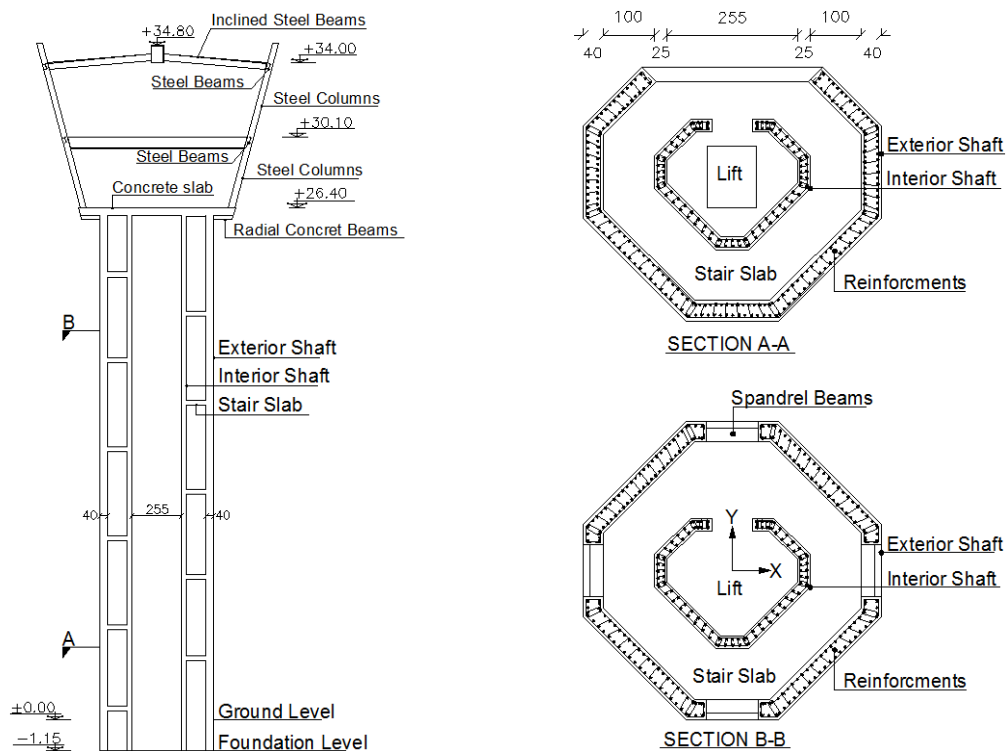 +34.80
Inclined Steel Beams
+34.00
Steel Beams
Steel Columns
+30.10
Steel Beams
Steel Columns
Concrete slab
+26.40
Radial Concret Beams
B
Exterior Shaft
Interior Shaft
Stair Slab
40
255
40
A
±0.00
Ground Level
-1.15
Foundation Level
100
255
100
40
25
25
40
Exterior Shaft
Lift
Interior Shaft
Stair Slab
Reinforcments
SECTION A-A
Spandrel Beams
Y
Exterior Shaft
X
Lift
Interior Shaft
Stair Slab
Reinforcments
SECTION B-B